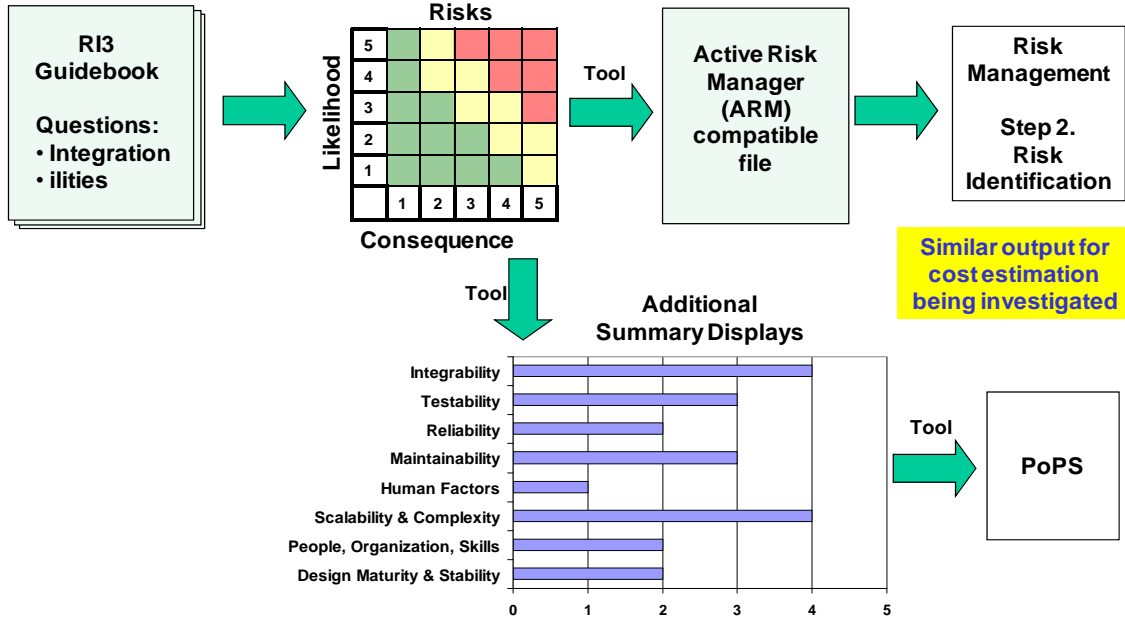 RI3
Guidebook
Questions:
• Integration
• ilities
Risks
Likelihood
5
4
3
2
1
1 2 3 4 5
Consequence
Tool
Active Risk
Manager
(ARM)
compatible
file
Risk
Management
Step 2.
Risk
Identification
Similar output for
cost estimation
being investigated
Tool
Additional
Summary Displays
Integrability
Testability
Reliability
Maintainability
Human Factors
Scalability & Complexity
People, Organization, Skills
Design Maturity & Stability
0 1 2 3 4 5
Tool
PoPS